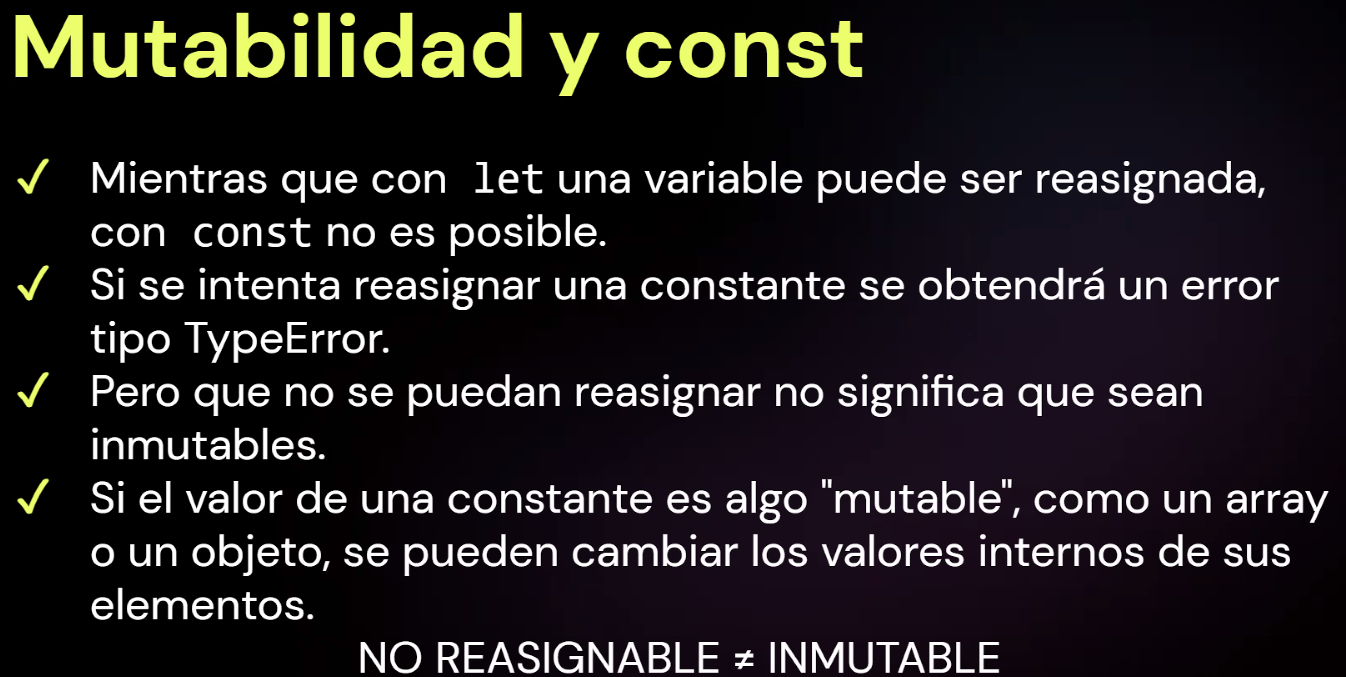 Mutabilidad y const
✓ Mientras que con let una variable puede ser reasignada,
con const no es posible.
✓ Si se intenta reasignar una constante se obtendrá un error
tipo TypeError.
✓ Pero que no se puedan reasignar no significa que sean
inmutables.
✓ Si el valor de una constante es algo "mutable", como un array
o un objeto, se pueden cambiar los valores internos de sus
elementos.
NO REASIGNABLE ≠ INMUTABLE